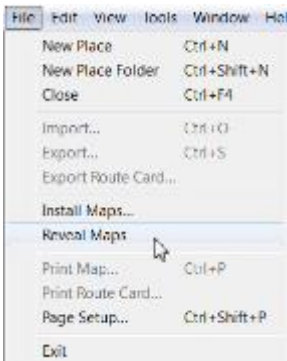 File Edit View Tools Window Hel
New Place Ctrl+N
New Place Folder Ctrl+Shift+N
Close Ctrl+F4
Import... Ctrl+O
Export... Ctrl+S
Export Route Card...
Install Maps...
Reveal Maps
Print Map... Ctrl+P
Print Route Card...
Page Setup... Ctrl+Shift+P
Exit